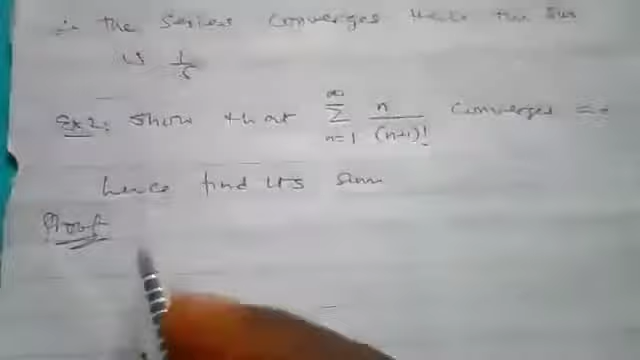 ∴ the series converges hence the sum
is 1/5
Ex 2: Show that ∑_{n=1}^{∞} n/(n+1)! converges
hence find its sum
Proof